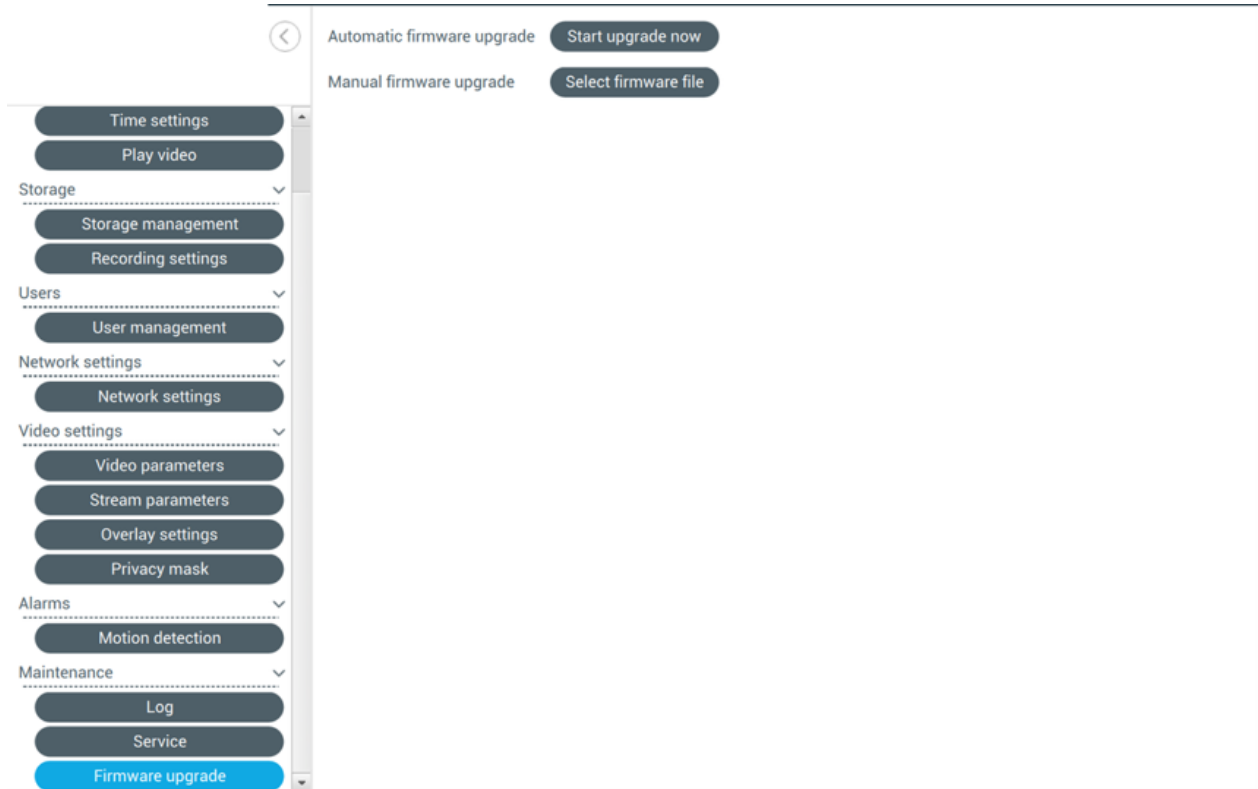 Automatic firmware upgrade Start upgrade now
Manual firmware upgrade Select firmware file
Time settings
Play video
Storage
Storage management
Recording settings
Users
User management
Network settings
Network settings
Video settings
Video parameters
Stream parameters
Overlay settings
Privacy mask
Alarms
Motion detection
Maintenance
Log
Service
Firmware upgrade